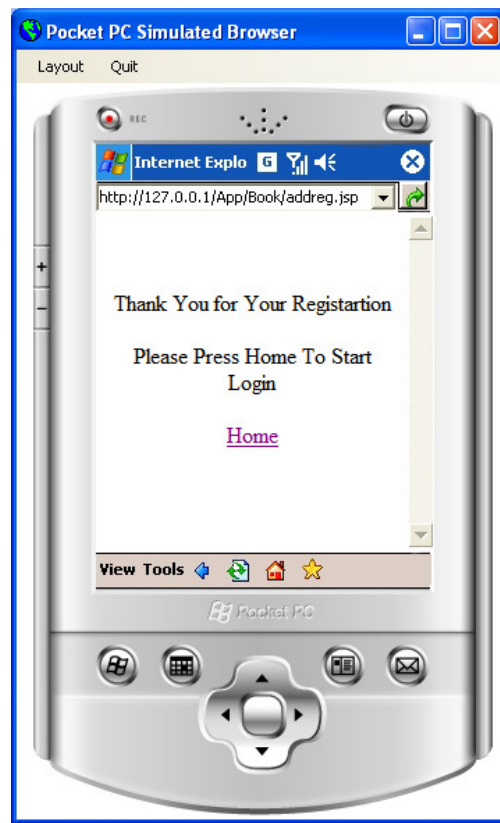 Pocket PC Simulated Browser
Layout Quit
REC
Internet Explo G
http://127.0.0.1/App/Book/addreg.jsp
+
Thank You for Your Registartion
−
Please Press Home To Start
Login
Home
View Tools
Pocket PC